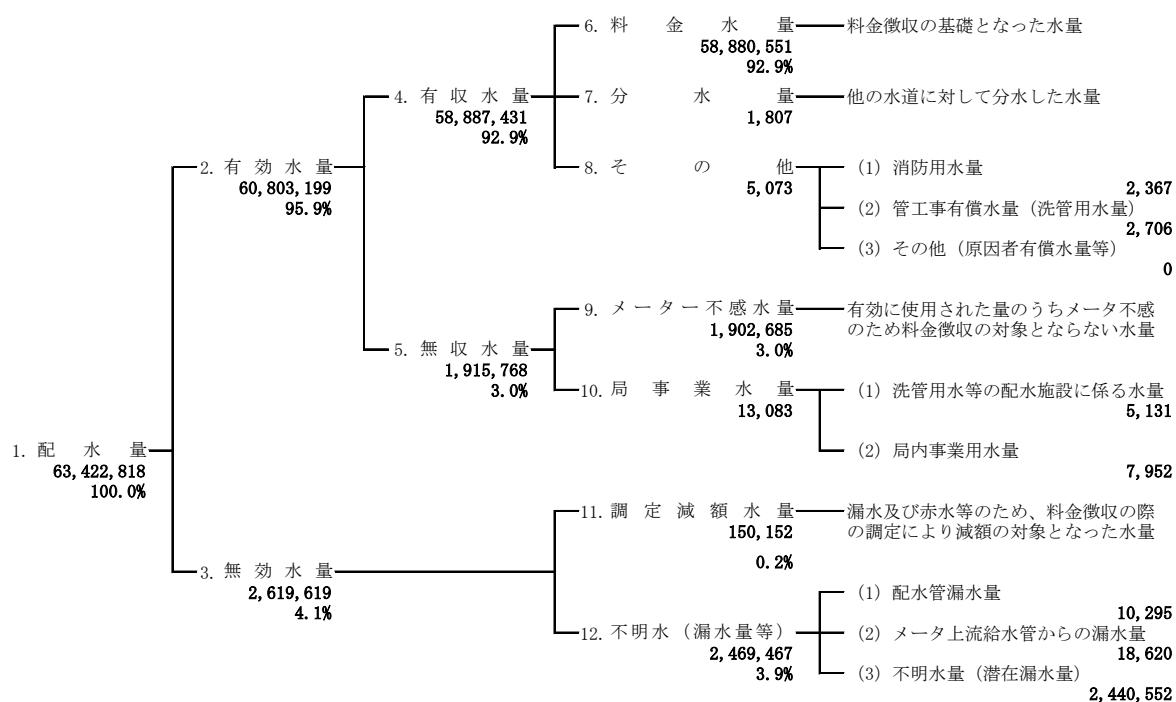 6. 料金水量 料金徴収の基礎となった水量
58,880,551
92.9%
4. 有収水量 7. 分水量 他の水道に対して分水した水量
58,887,431 1,807
92.9%
2. 有効水量 8. その他 (1) 消防用水量
60,803,199 5,073 2,367
95.9% (2) 管工事有償水量（洗管用水量）
2,706
(3) その他（原因者有償水量等）
0
9. メーター不感水量 有効に使用された量のうちメータ不感
1,902,685 のため料金徴収の対象とならない水量
5. 無収水量 3.0%
1,915,768
3.0% 10. 局事業水量 (1) 洗管用水等の配水施設に係る水量
13,083 5,131
1. 配水量 (2) 局内事業用水量
63,422,818 7,952
100.0%
11. 調定減額水量 漏水及び赤水等のため、料金徴収の際
150,152 の調定により減額の対象となった水量
0.2%
3. 無効水量
2,619,619 (1) 配水管漏水量
4.1% 10,295
12. 不明水（漏水量等） (2) メータ上流給水管からの漏水量
2,469,467 18,620
3.9% (3) 不明水量（潜在漏水量）
2,440,552